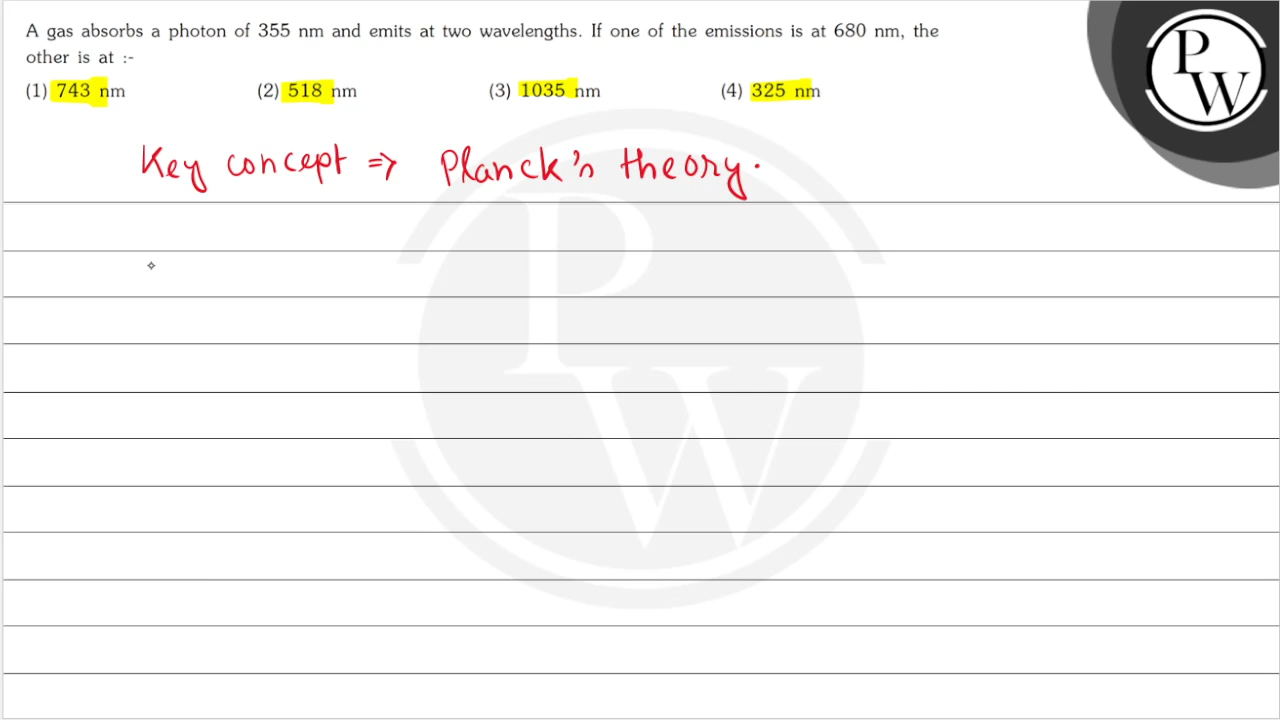 A gas absorbs a photon of 355 nm and emits at two wavelengths. If one of the emissions is at 680 nm, the
other is at :-
(1) 743 nm (2) 518 nm (3) 1035 nm (4) 325 nm
Key concept ⇒ Planck's theory.
PW
PW